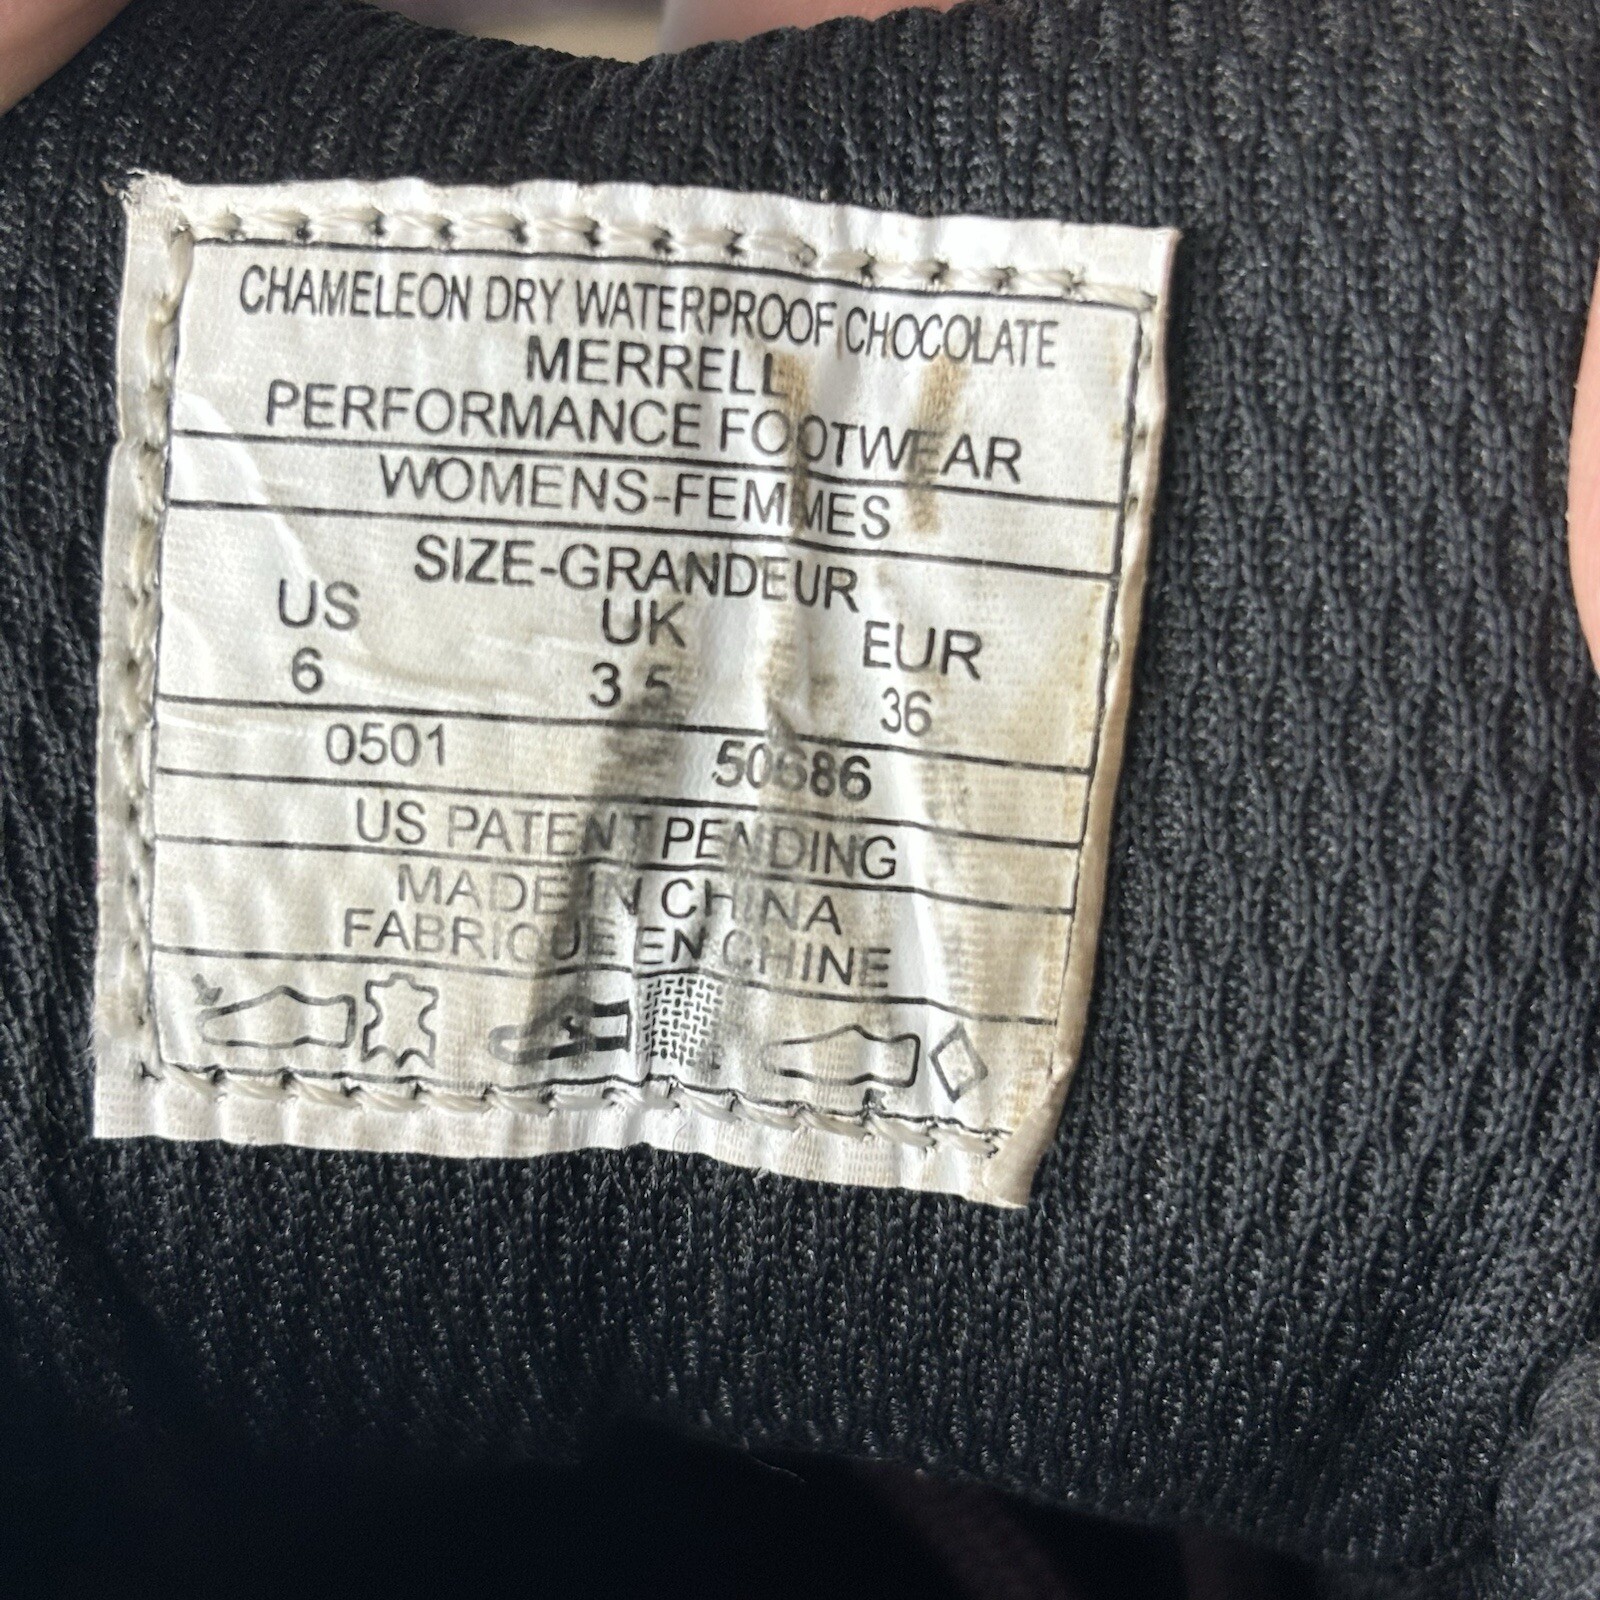 CHAMELEON DRY WATERPROOF CHOCOLATE
MERRELL
PERFORMANCE FOOTWEAR
WOMENS-FEMMES
SIZE-GRANDEUR
US UK EUR
6 3.5 36
0501 50686
US PATENT PENDING
MADE IN CHINA
FABRIQUE EN CHINE